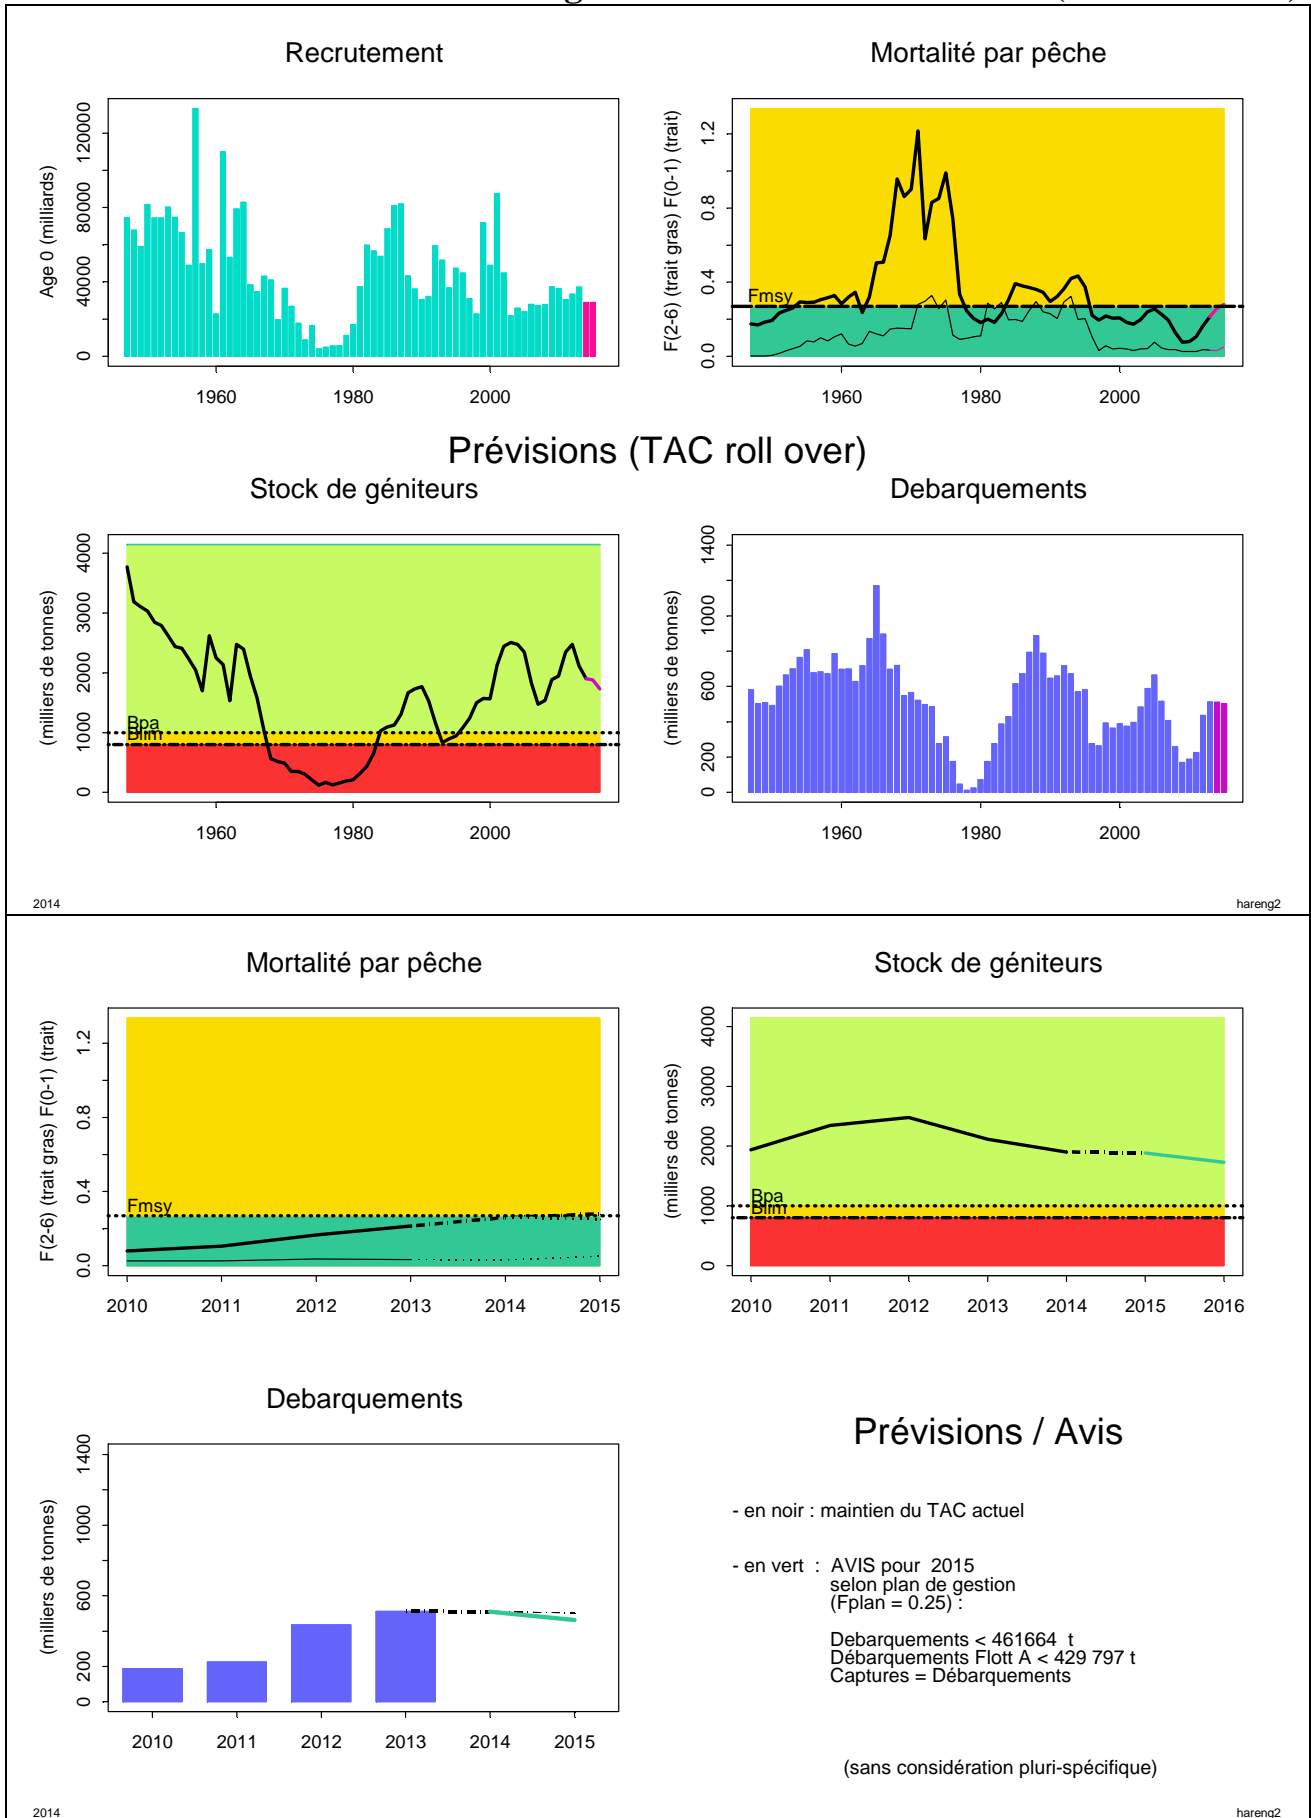 Recrutement
Mortalité par pêche
Age 0 (milliards)
0 40000 80000 120000
1960 1980 2000
F(2-6) (trait gras) F(0-1) (trait)
0.0 0.4 0.8 1.2
Fmsy
1960 1980 2000
Prévisions (TAC roll over)
Stock de géniteurs
Debarquements
(milliers de tonnes)
0 1000 2000 3000 4000
Bpa
Blim
1960 1980 2000
(milliers de tonnes)
0 200 600 1000 1400
1960 1980 2000
2014
hareng2
Mortalité par pêche
Stock de géniteurs
F(2-6) (trait gras) F(0-1) (trait)
0.0 0.4 0.8 1.2
Fmsy
2010 2011 2012 2013 2014 2015
(milliers de tonnes)
0 1000 2000 3000 4000
Bpa
Blim
2010 2011 2012 2013 2014 2015 2016
Debarquements
(milliers de tonnes)
0 200 600 1000 1400
2010 2011 2012 2013 2014 2015
Prévisions / Avis
- en noir : maintien du TAC actuel
- en vert : AVIS pour 2015
selon plan de gestion
(Fplan = 0.25) :
Debarquements < 461664 t
Débarquements Flott A < 429 797 t
Captures = Débarquements
(sans considération pluri-spécifique)
2014
hareng2